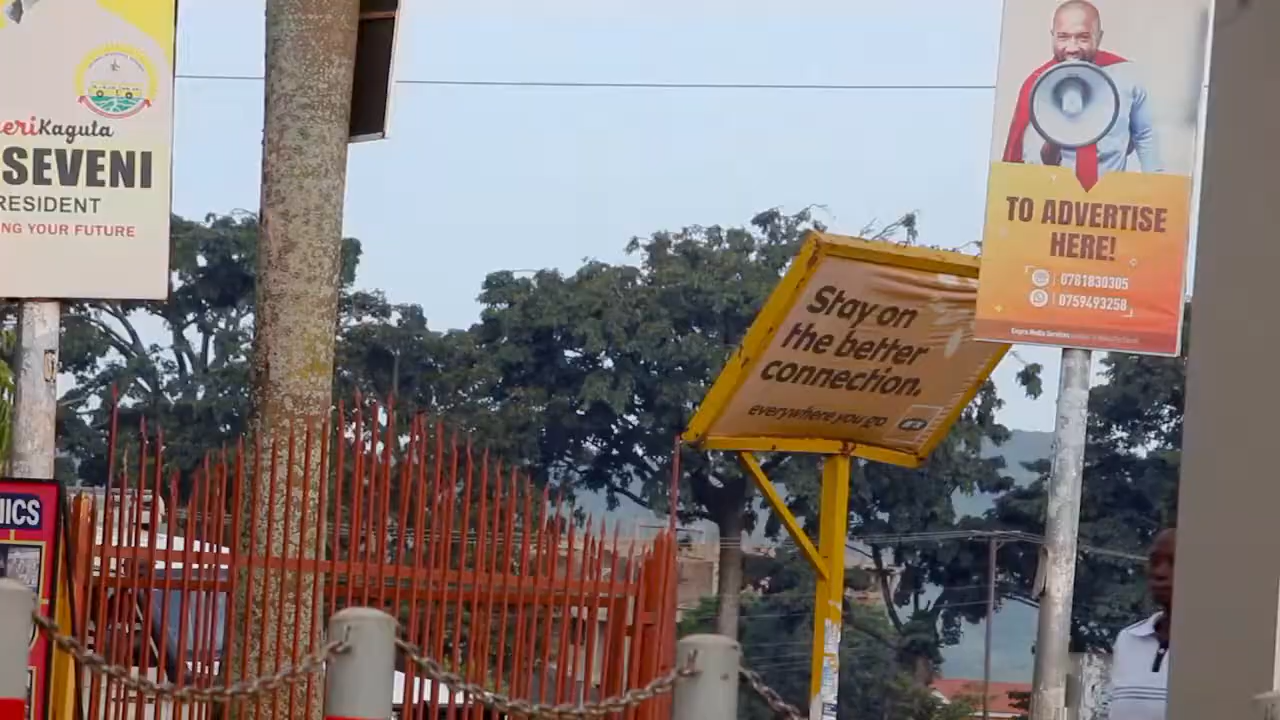 eriKaguta
SEVENI
RESIDENT
NG YOUR FUTURE
NICS
Stay on
the better
connection.
everywhere you go
TO ADVERTISE
HERE!
0781830305
0759493258